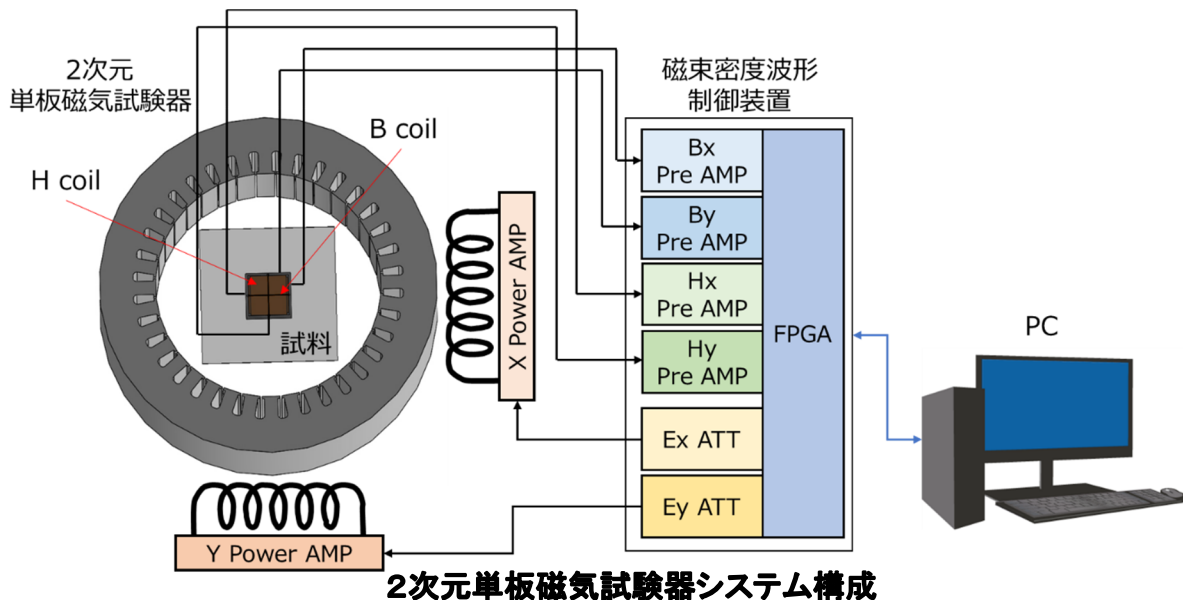 2次元
単板磁気試験器
H coil
B coil
試料
X Power AMP
Y Power AMP
磁束密度波形
制御装置
Bx
Pre AMP
By
Pre AMP
Hx
Pre AMP
Hy
Pre AMP
Ex ATT
Ey ATT
FPGA
PC
2次元単板磁気試験器システム構成